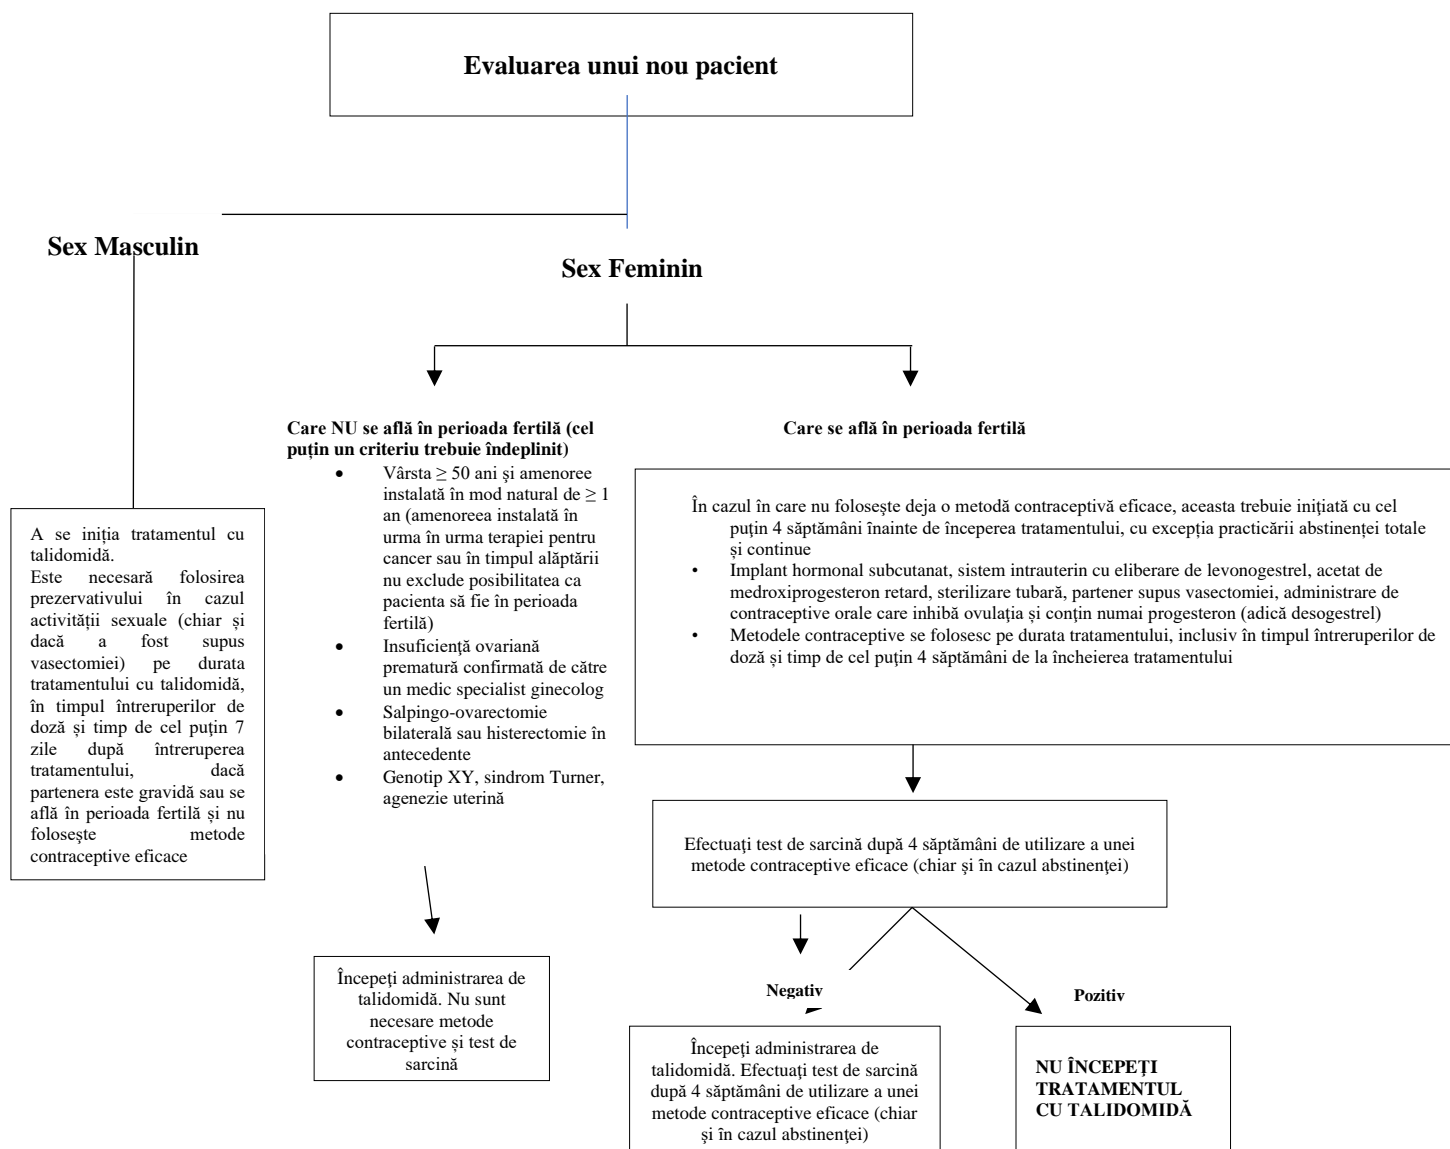 Evaluarea unui nou pacient
Sex Masculin
Sex Feminin
A se iniția tratamentul cu
talidomidă.
Este necesară folosirea
prezervativului în cazul
activității sexuale (chiar și
dacă a fost supus
vasectomiei) pe durata
tratamentului cu talidomidă,
în timpul întreruperilor de
doză și timp de cel puţin 7
zile după întreruperea
tratamentului, dacă
partenera este gravidă sau se
află în perioada fertilă și nu
folosește metode
contraceptive eficace
Care NU se află în perioada fertilă (cel
puțin un criteriu trebuie îndeplinit)
• Vârsta ≥ 50 ani și amenoree
instalată în mod natural de ≥ 1
an (amenoreea instalată în
urma în urma terapiei pentru
cancer sau în timpul alăptării
nu exclude posibilitatea ca
pacienta să fie în perioada
fertilă)
• Insuficiență ovariană
prematură confirmată de către
un medic specialist ginecolog
• Salpingo-ovarectomie
bilaterală sau histerectomie în
antecedente
• Genotip XY, sindrom Turner,
agenezie uterină
Începeţi administrarea de
talidomidă. Nu sunt
necesare metode
contraceptive și test de
sarcină
Care se află în perioada fertilă
În cazul în care nu folosește deja o metodă contraceptivă eficace, aceasta trebuie inițiată cu cel
puțin 4 săptămâni înainte de începerea tratamentului, cu excepția practicării abstinenței totale
și continue
• Implant hormonal subcutanat, sistem intrauterin cu eliberare de levonogestrel, acetat de
medroxiprogesteron retard, sterilizare tubară, partener supus vasectomiei, administrare de
contraceptive orale care inhibă ovulația și conțin numai progesteron (adică desogestrel)
• Metodele contraceptive se folosesc pe durata tratamentului, inclusiv în timpul întreruperilor de
doză și timp de cel puţin 4 săptămâni de la încheierea tratamentului
Efectuaţi test de sarcină după 4 săptămâni de utilizare a unei
metode contraceptive eficace (chiar și în cazul abstinenţei)
Negativ
Pozitiv
Începeţi administrarea de
talidomidă. Efectuaţi test de sarcină
după 4 săptămâni de utilizare a unei
metode contraceptive eficace (chiar
și în cazul abstinenţei)
NU ÎNCEPEŢI
TRATAMENTUL
CU TALIDOMIDĂ